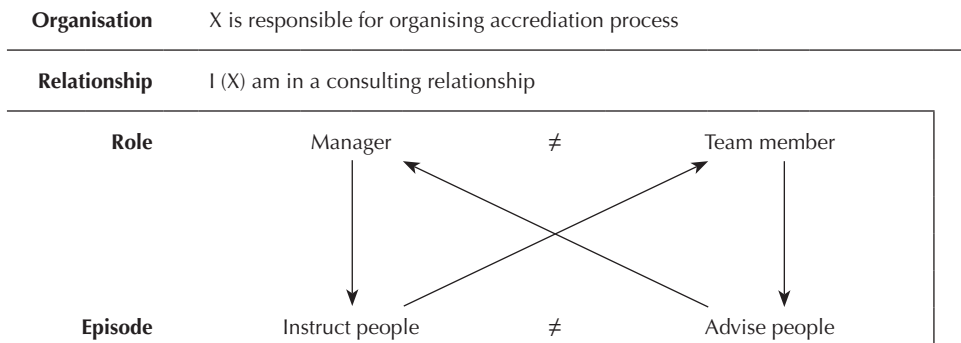 Organisation X is responsible for organising accrediation process
Relationship I (X) am in a consulting relationship
Role Manager ≠ Team member
Episode Instruct people ≠ Advise people